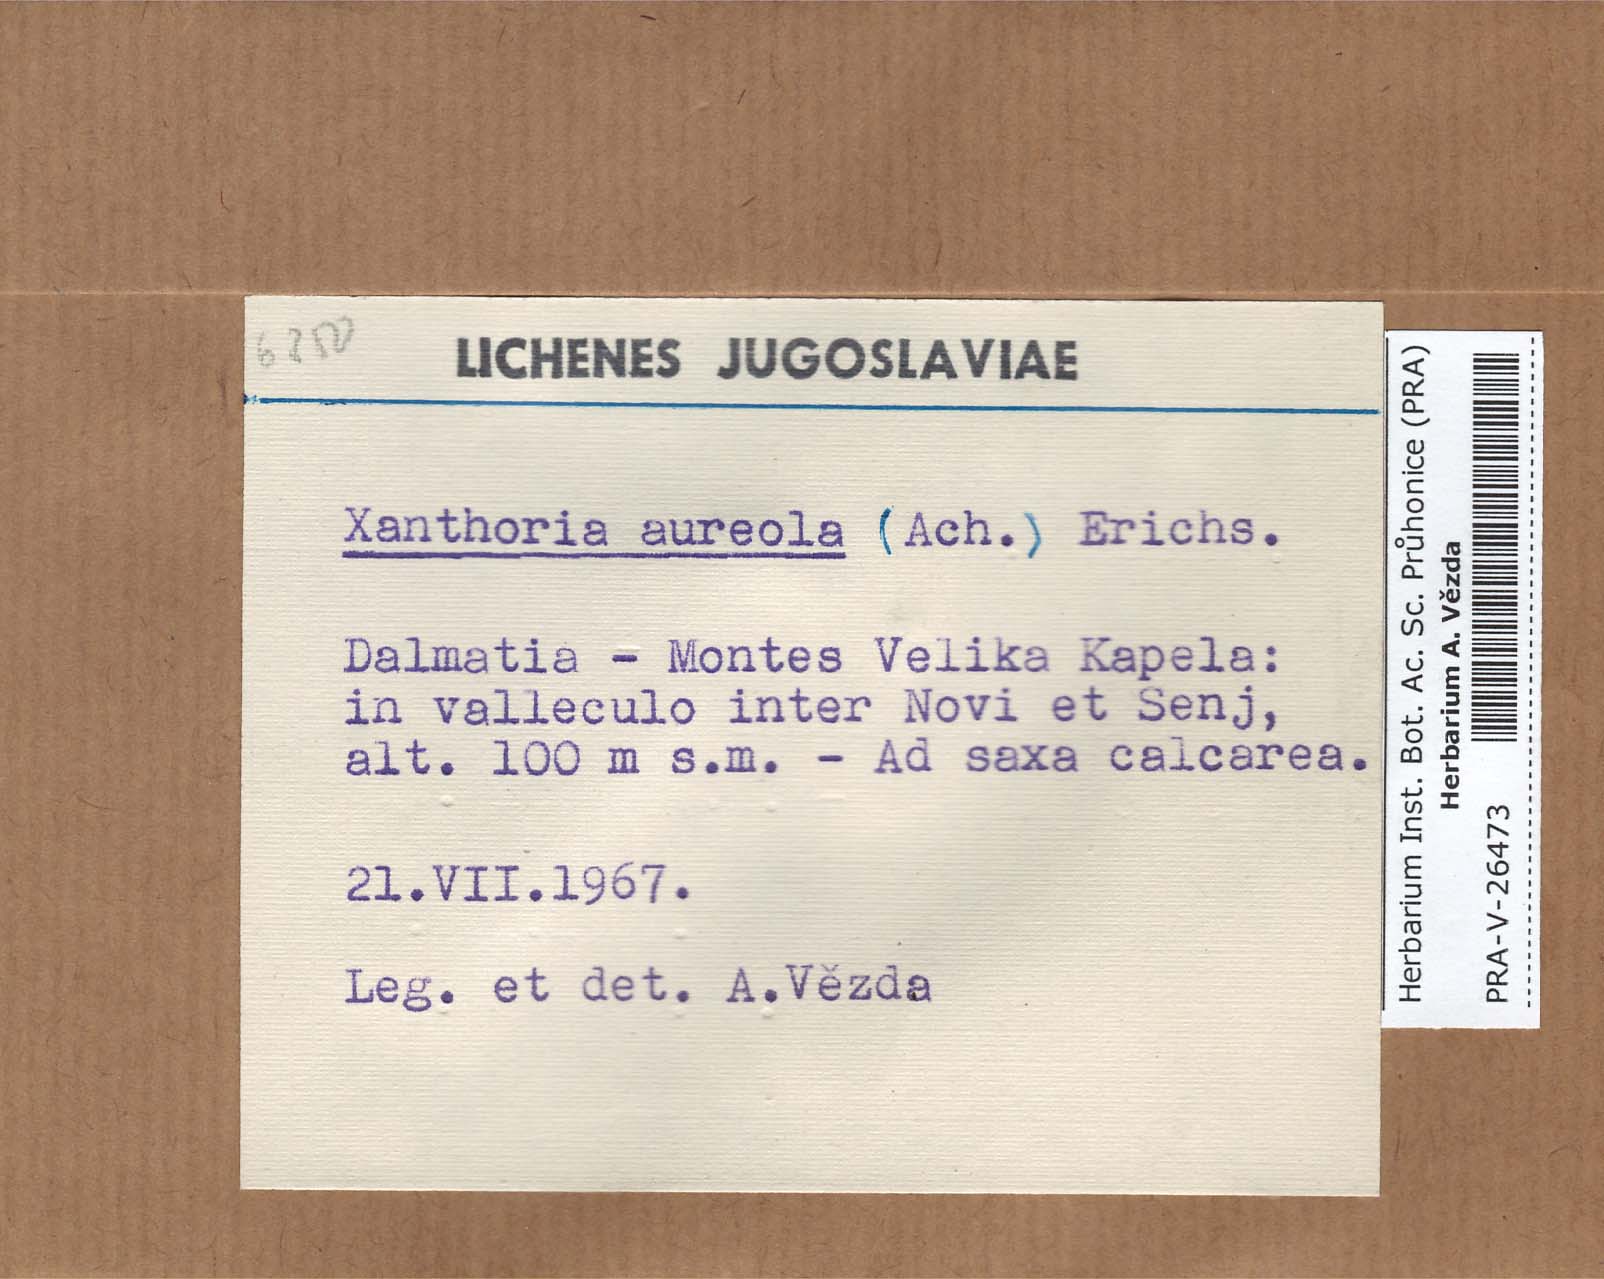 LICHENES JUGOSLAVIAE
Xanthoria aureola (Ach.) Erichs.
Dalmatia - Montes Velika Kapela:
in valleculo inter Novi et Senj,
alt. 100 m s.m. - Ad saxa calcarea.
21.VII.1967.
Leg. et det. A.Vězda
Herbarium Inst. Bot. Ac. Sc. Průhonice (PRA)
Herbarium A. Vězda
PRA-V-26473